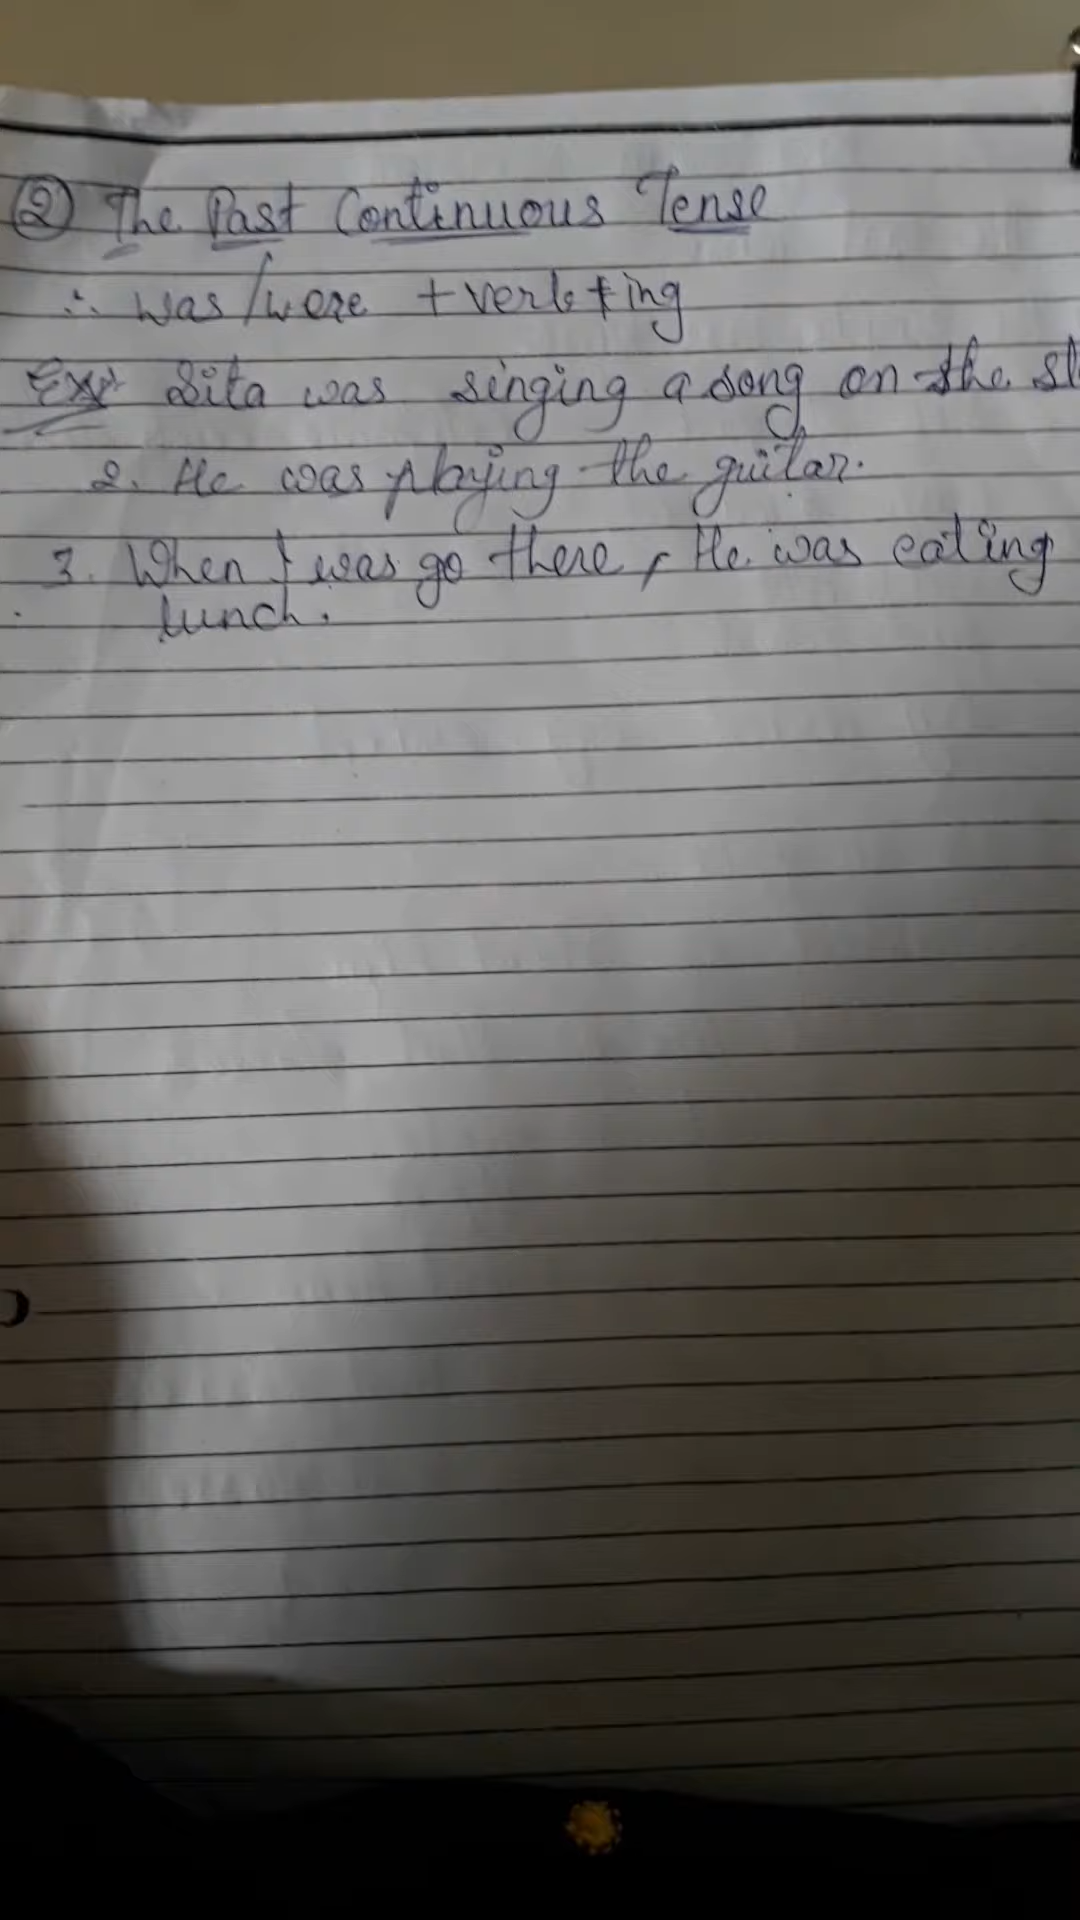 ② The Past Continuous Tense
∴ was/were + verb + ing
Ex:- Sita was singing a song on the
2. He was playing the guitar.
3. When I was go there, He was eating
lunch.